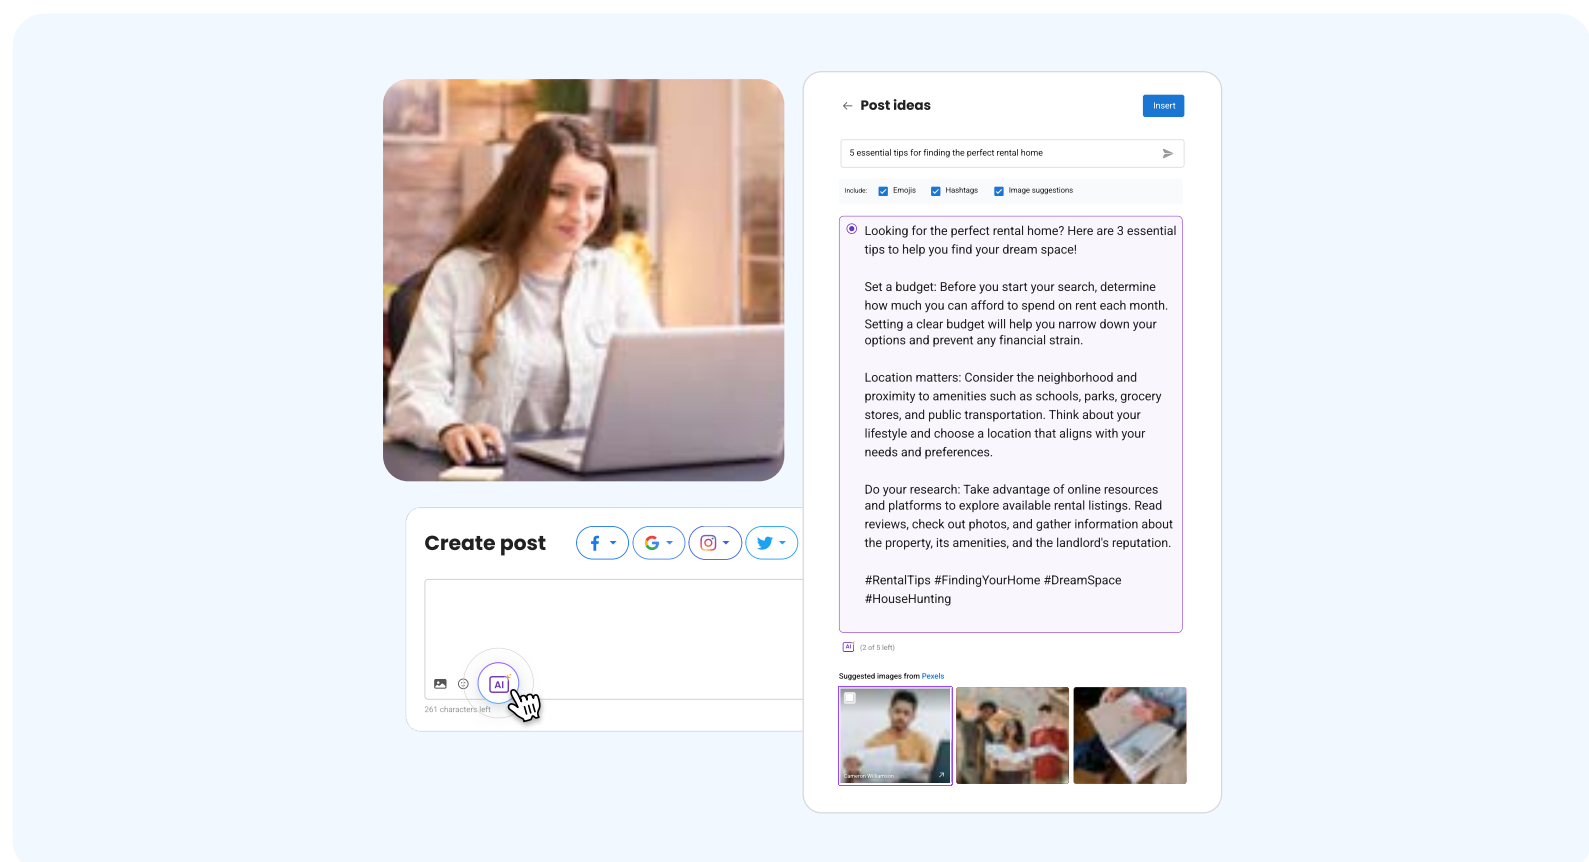 Post ideas
Insert
5 essential tips for finding the perfect rental home
Include:
Emojis
Hashtags
Image suggestions
Looking for the perfect rental home? Here are 3 essential
tips to help you find your dream space!
Set a budget: Before you start your search, determine
how much you can afford to spend on rent each month.
Setting a clear budget will help you narrow down your
options and prevent any financial strain.
Location matters: Consider the neighborhood and
proximity to amenities such as schools, parks, grocery
stores, and public transportation. Think about your
lifestyle and choose a location that aligns with your
needs and preferences.
Do your research: Take advantage of online resources
and platforms to explore available rental listings. Read
reviews, check out photos, and gather information about
the property, its amenities, and the landlord's reputation.
#RentalTips #FindingYourHome #DreamSpace
#HouseHunting
AI (2 of 5 left)
Suggested images from Pexels
Cameron Williamson
Create post
AI
261 characters left